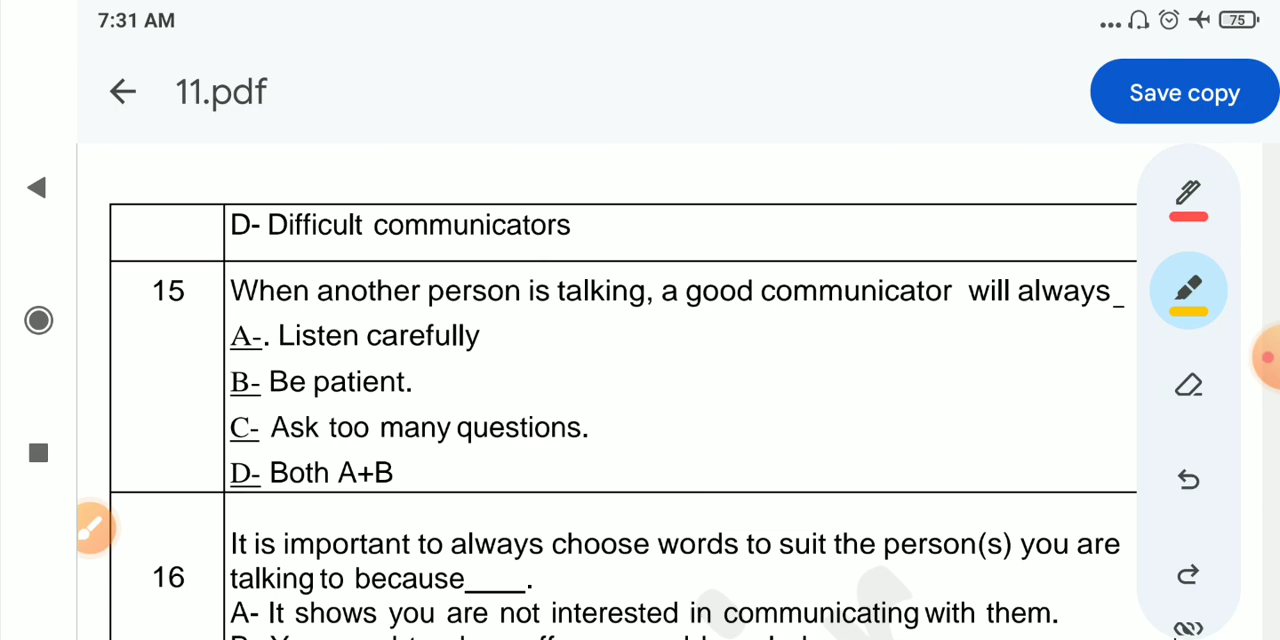 7:31 AM
75
11.pdf
Save copy
D- Difficult communicators
15
When another person is talking, a good communicator will always_
A-. Listen carefully
B- Be patient.
C- Ask too many questions.
D- Both A+B
It is important to always choose words to suit the person(s) you are
16
talking to because____.
A- It shows you are not interested in communicating with them.